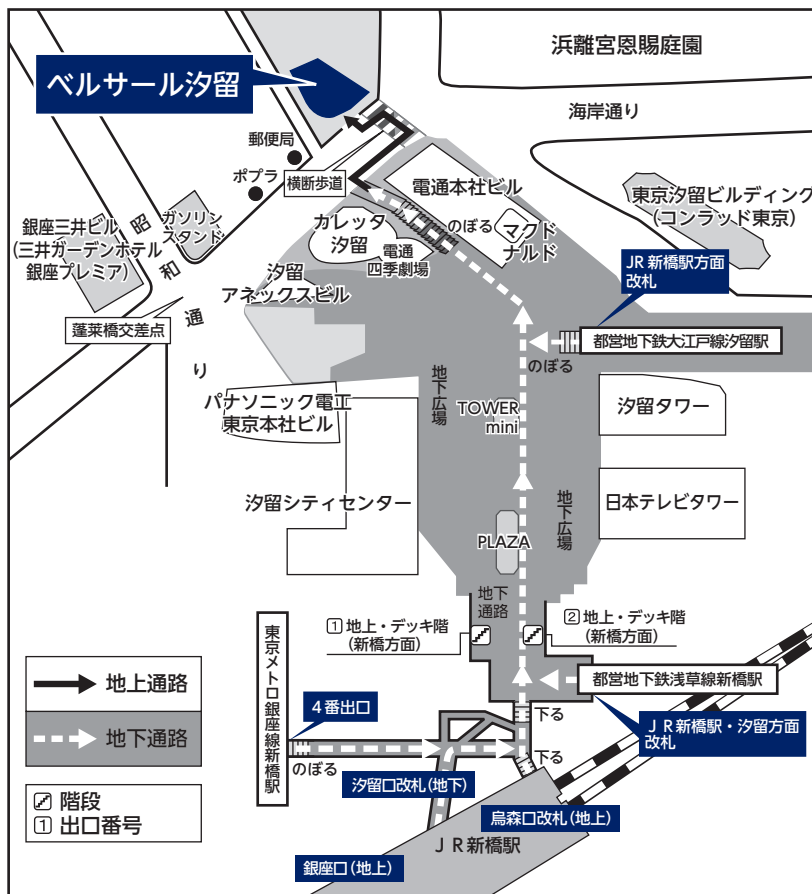 浜離宮恩賜庭園
ベルサール汐留
海岸通り
郵便局
ポプラ
横断歩道
電通本社ビル
東京汐留ビルディング
(コンラッド東京)
銀座三井ビル
(三井ガーデンホテル
銀座プレミア)
ガソリン
スタンド
昭和通り
カレッタ
汐留
のぼる
マクド
ナルド
電通
四季劇場
JR新橋駅方面
改札
汐留
アネックスビル
蓬莱橋交差点
都営地下鉄大江戸線汐留駅
のぼる
地下広場
パナソニック電工
東京本社ビル
TOWER
mini
汐留タワー
汐留シティセンター
地下広場
日本テレビタワー
PLAZA
地下
通路
1 地上・デッキ階
(新橋方面)
2 地上・デッキ階
(新橋方面)
東京メトロ銀座線新橋駅
都営地下鉄浅草線新橋駅
地上通路
地下通路
4番出口
下る
JR新橋駅・汐留方面
改札
のぼる
下る
汐留口改札(地下)
階段
1 出口番号
烏森口改札(地上)
JR新橋駅
銀座口(地上)